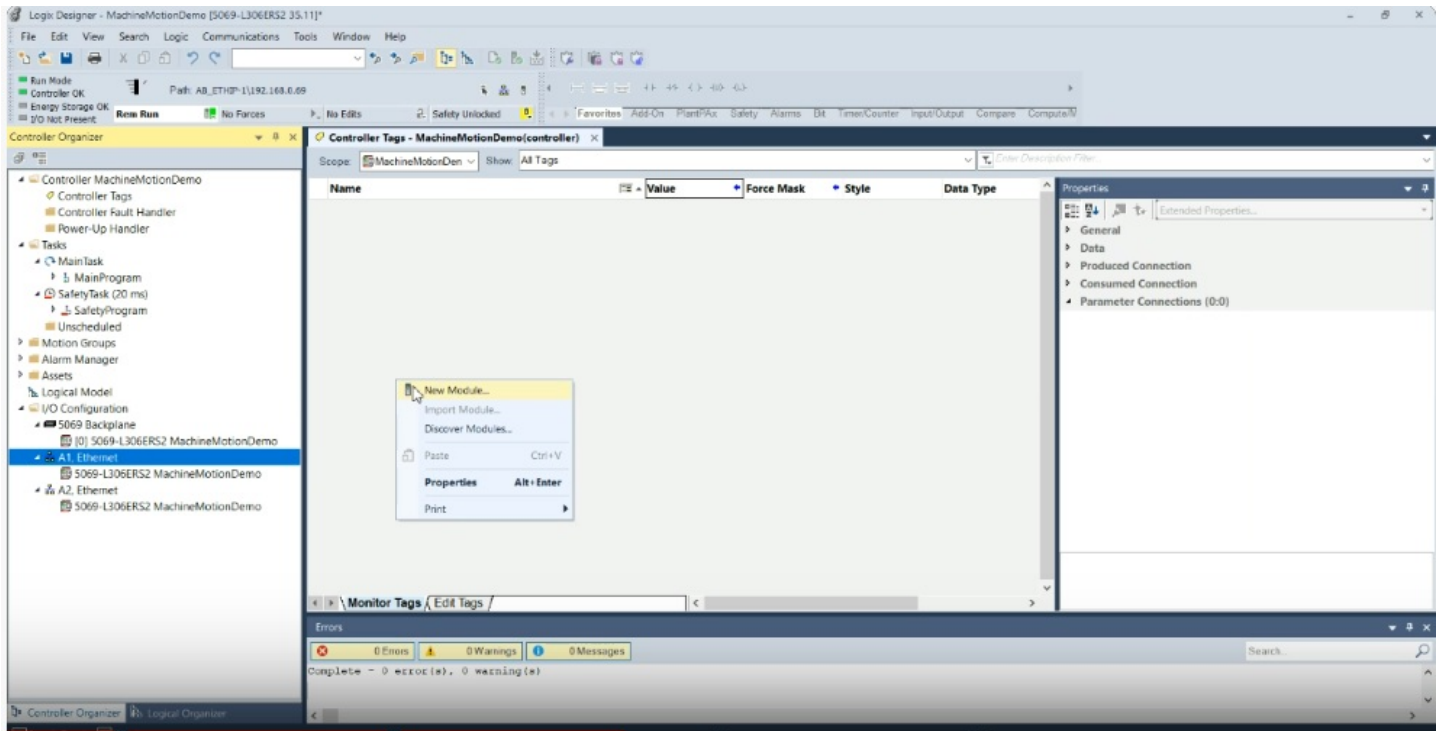 Logix Designer - MachineMotionDemo [5069-L306ERS2 35.11]*
File Edit View Search Logic Communications Tools Window Help
Run Mode
Controller OK
Energy Storage OK
I/O Not Present
Path: AB_ETHIP-1\192.168.0.69
Rem Run No Forces No Edits Safety Unlocked
Favorites Add-On PlantPAx Safety Alarms Bit Timer/Counter Input/Output Compare Compute/M
Controller Organizer
Controller Tags - MachineMotionDemo(controller)
Scope: MachineMotionDen Show: All Tags Enter Description Filter...
Name Value Force Mask Style Data Type
Controller MachineMotionDemo
Controller Tags
Controller Fault Handler
Power-Up Handler
Tasks
MainTask
MainProgram
SafetyTask (20 ms)
SafetyProgram
Unscheduled
Motion Groups
Alarm Manager
Assets
Logical Model
I/O Configuration
5069 Backplane
[0] 5069-L306ERS2 MachineMotionDemo
A1, Ethernet
5069-L306ERS2 MachineMotionDemo
A2, Ethernet
5069-L306ERS2 MachineMotionDemo
New Module...
Import Module...
Discover Modules...
Paste Ctrl+V
Properties Alt+Enter
Print
Properties
Extended Properties...
General
Data
Produced Connection
Consumed Connection
Parameter Connections (0:0)
Monitor Tags Edit Tags
Errors
0 Errors 0 Warnings 0 Messages Search...
Complete - 0 error(s), 0 warning(s)
Controller Organizer Logical Organizer